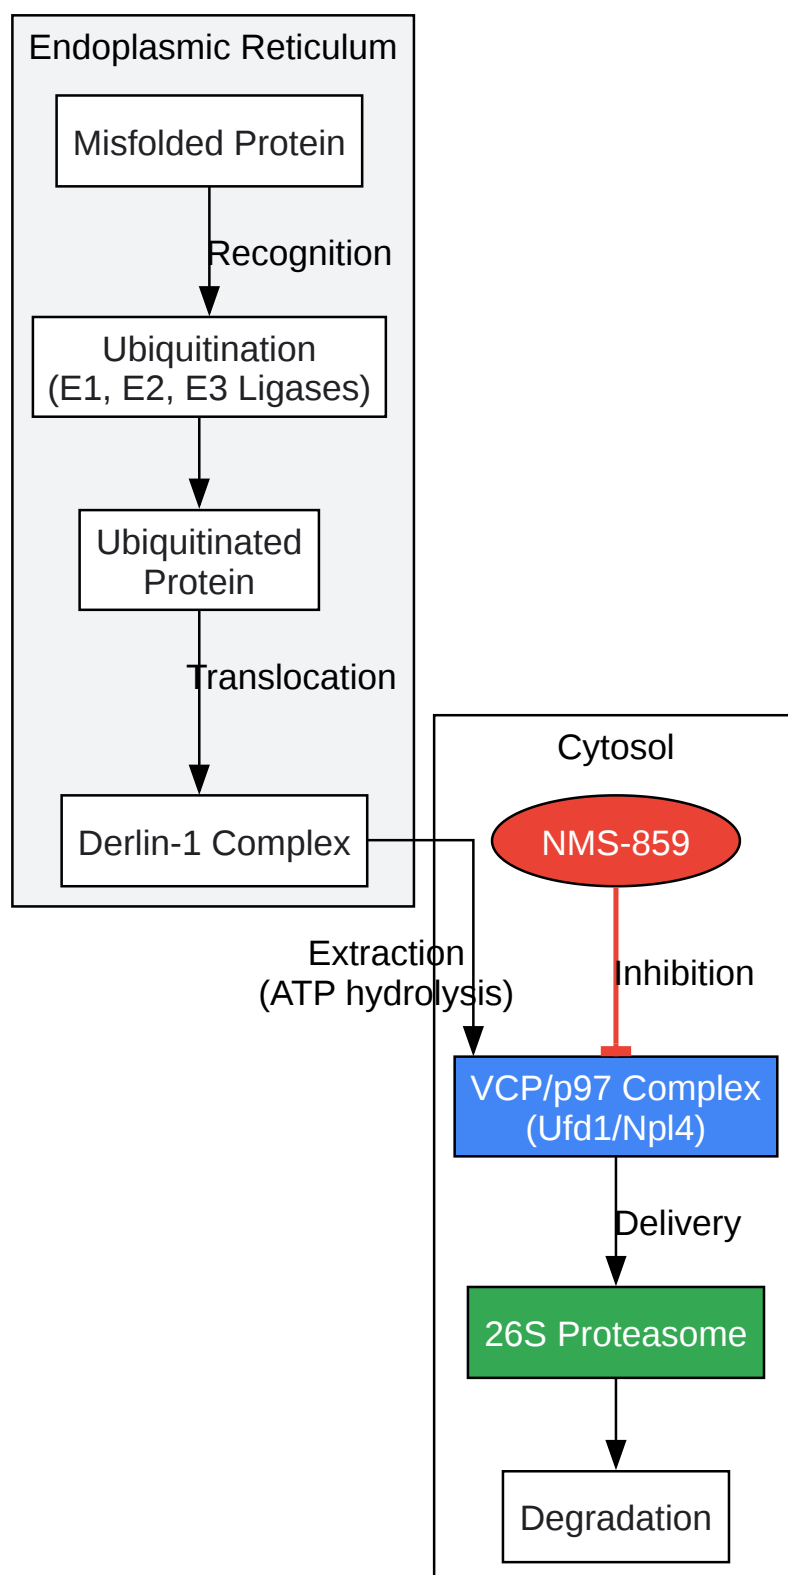 Endoplasmic Reticulum
Misfolded Protein
Recognition
Ubiquitination
(E1, E2, E3 Ligases)
Ubiquitinated
Protein
Translocation
Derlin-1 Complex
Cytosol
NMS-859
Extraction
(ATP hydrolysis)
Inhibition
VCP/p97 Complex
(Ufd1/Npl4)
Delivery
26S Proteasome
Degradation